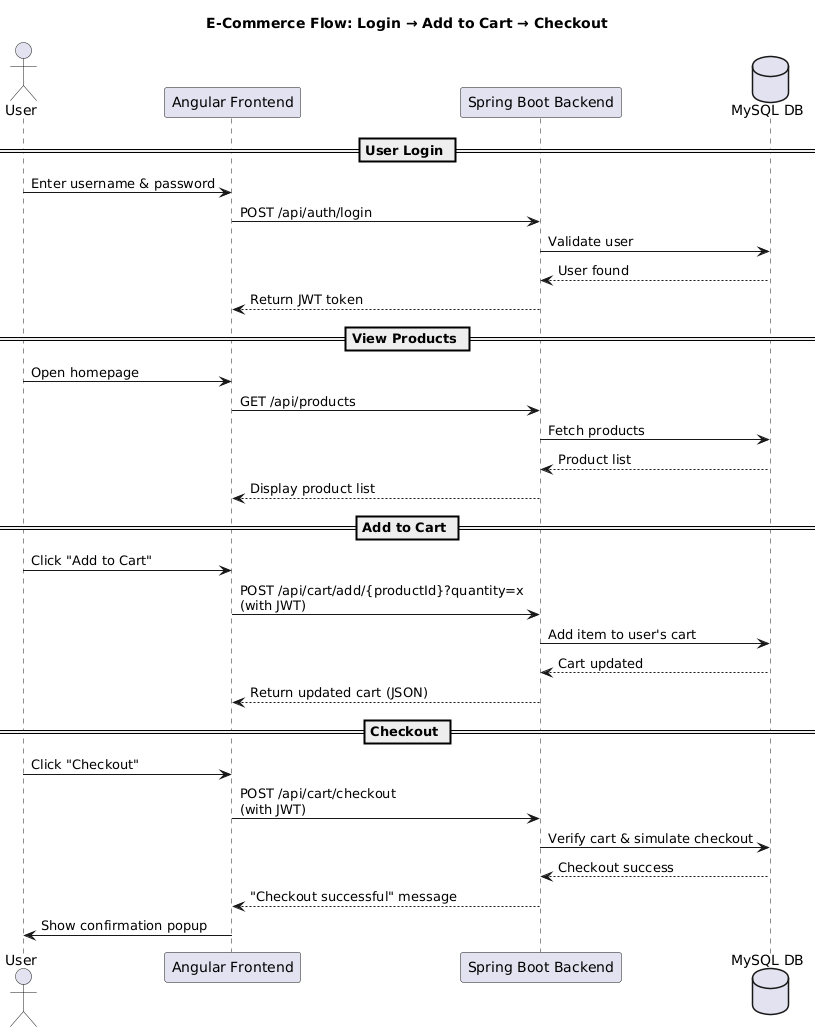 E-Commerce Flow: Login → Add to Cart → Checkout
User
Angular Frontend
Spring Boot Backend
MySQL DB
User Login
Enter username & password
POST /api/auth/login
Validate user
User found
Return JWT token
View Products
Open homepage
GET /api/products
Fetch products
Product list
Display product list
Add to Cart
Click "Add to Cart"
POST /api/cart/add/{productId}?quantity=x
(with JWT)
Add item to user's cart
Cart updated
Return updated cart (JSON)
Checkout
Click "Checkout"
POST /api/cart/checkout
(with JWT)
Verify cart & simulate checkout
Checkout success
"Checkout successful" message
Show confirmation popup
User
Angular Frontend
Spring Boot Backend
MySQL DB